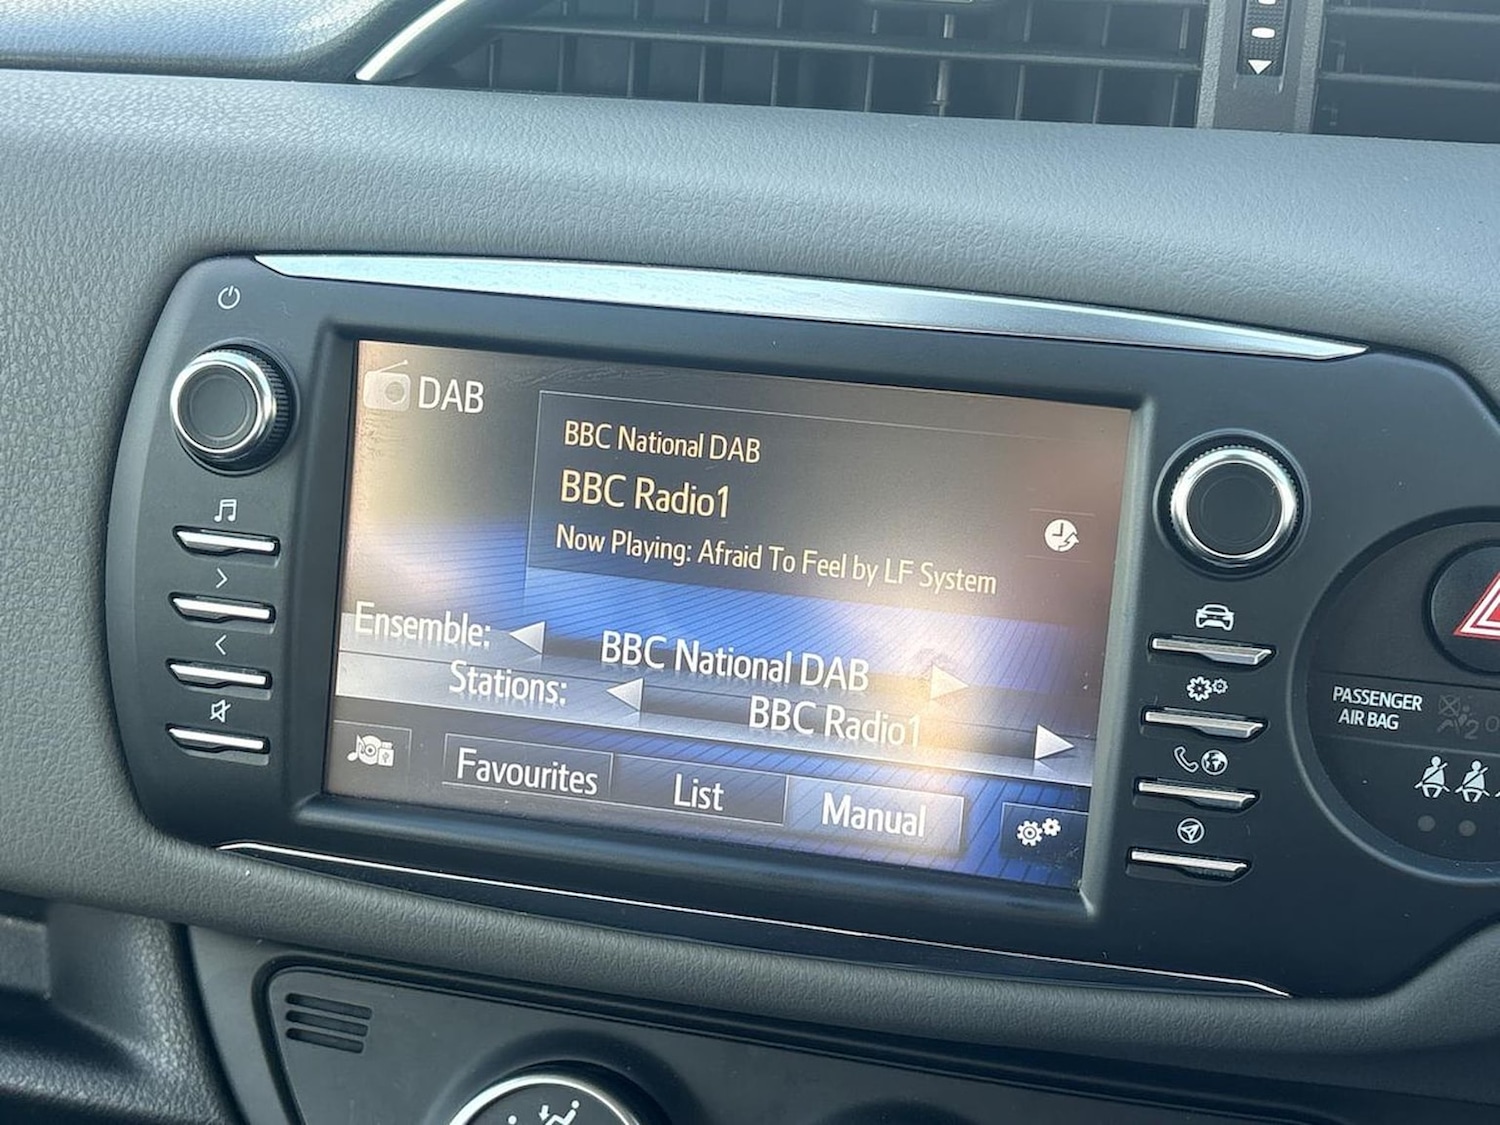 DAB
BBC National DAB
BBC Radio1
Now Playing: Afraid To Feel by LF System
Ensemble: BBC National DAB
Stations: BBC Radio1
Favourites List Manual
PASSENGER
AIR BAG
2